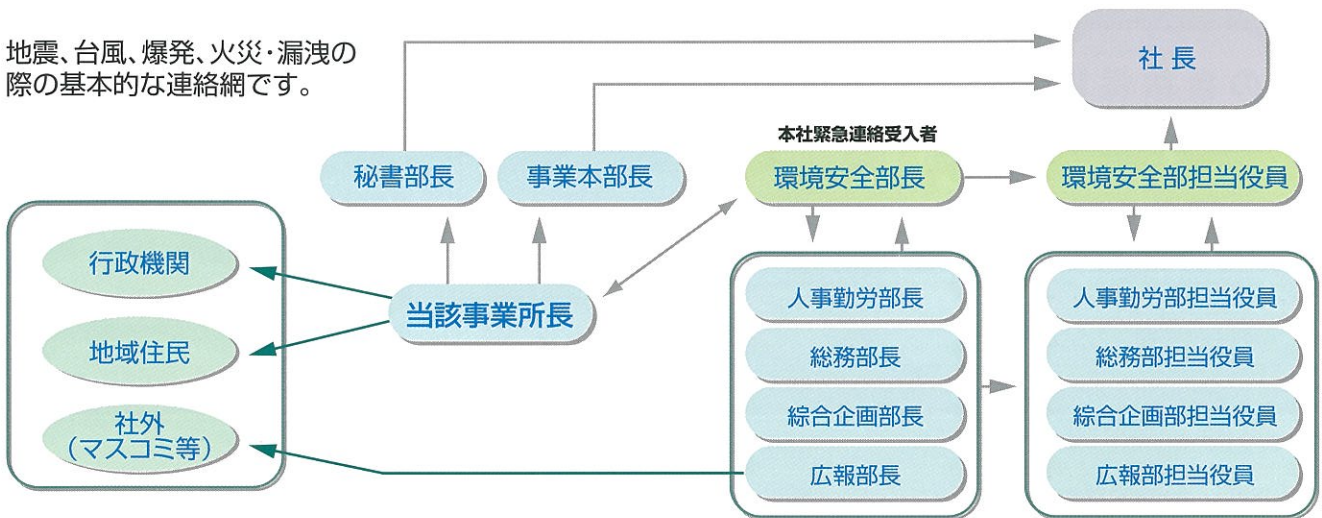 地震、台風、爆発、火災・漏洩の
際の基本的な連絡網です。
社長
本社緊急連絡受入者
秘書部長
事業本部長
環境安全部長
環境安全部担当役員
行政機関
地域住民
社外
(マスコミ等)
当該事業所長
人事勤労部長
総務部長
綜合企画部長
広報部長
人事勤労部担当役員
総務部担当役員
綜合企画部担当役員
広報部担当役員